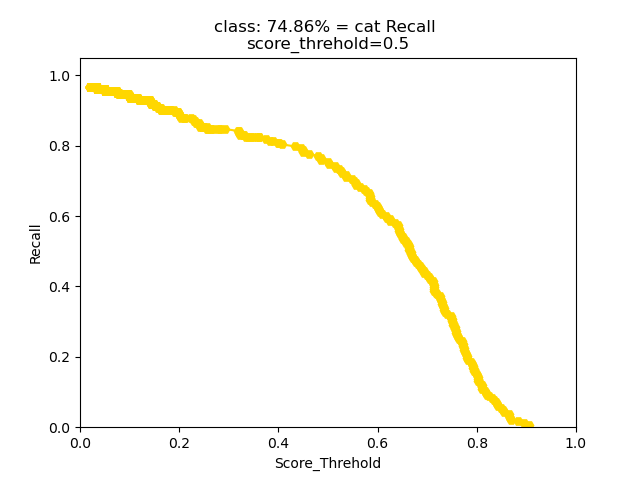 class: 74.86% = cat Recall
score_threhold=0.5
1.0
0.8
0.6
0.4
0.2
0.0
Recall
0.0 0.2 0.4 0.6 0.8 1.0
Score_Threhold